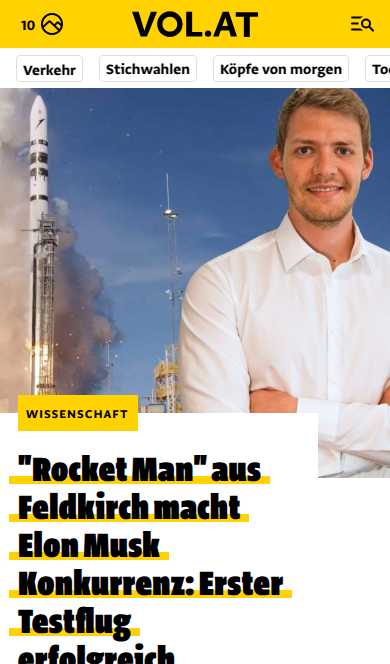 10
VOL.AT
Verkehr
Stichwahlen
Köpfe von morgen
WISSENSCHAFT
"Rocket Man" aus
Feldkirch macht
Elon Musk
Konkurrenz: Erster
Testflug
erfolgreich